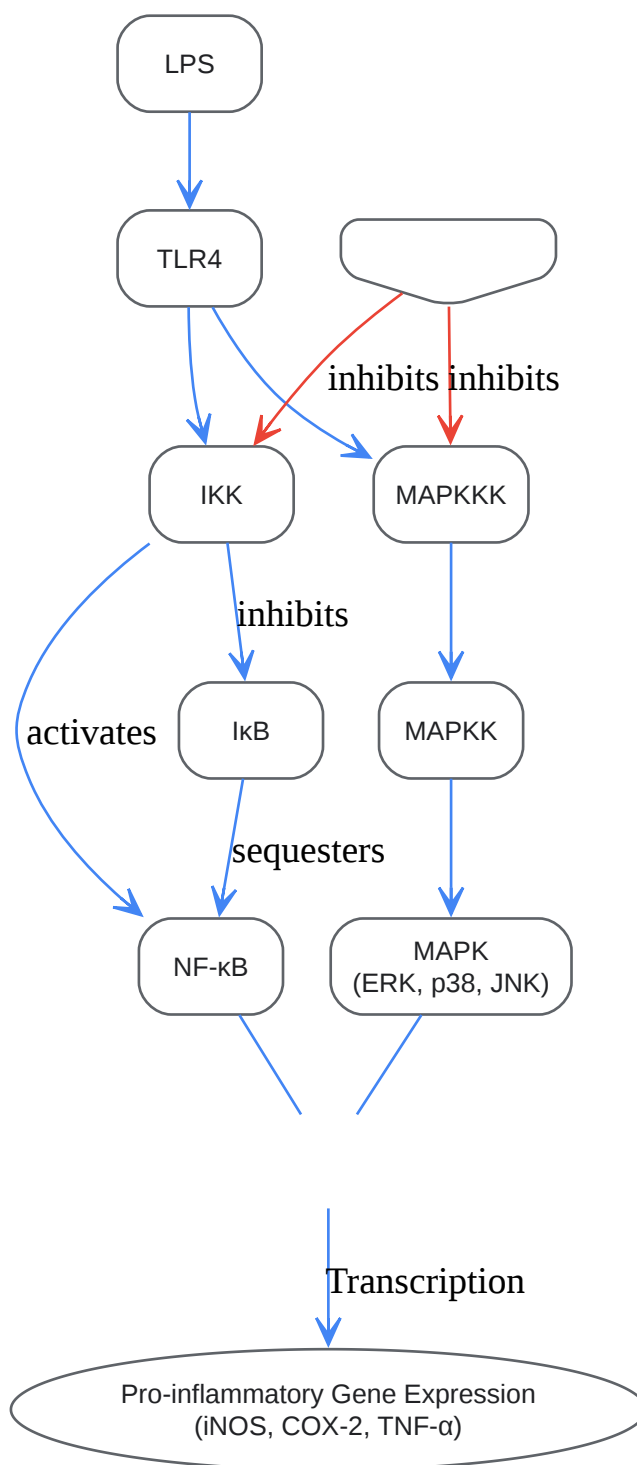 LPS
TLR4
inhibits inhibits
IKK
MAPKKK
inhibits
activates
IκB
MAPKK
sequesters
NF-κB
MAPK
(ERK, p38, JNK)
Transcription
Pro-inflammatory Gene Expression
(iNOS, COX-2, TNF-α)